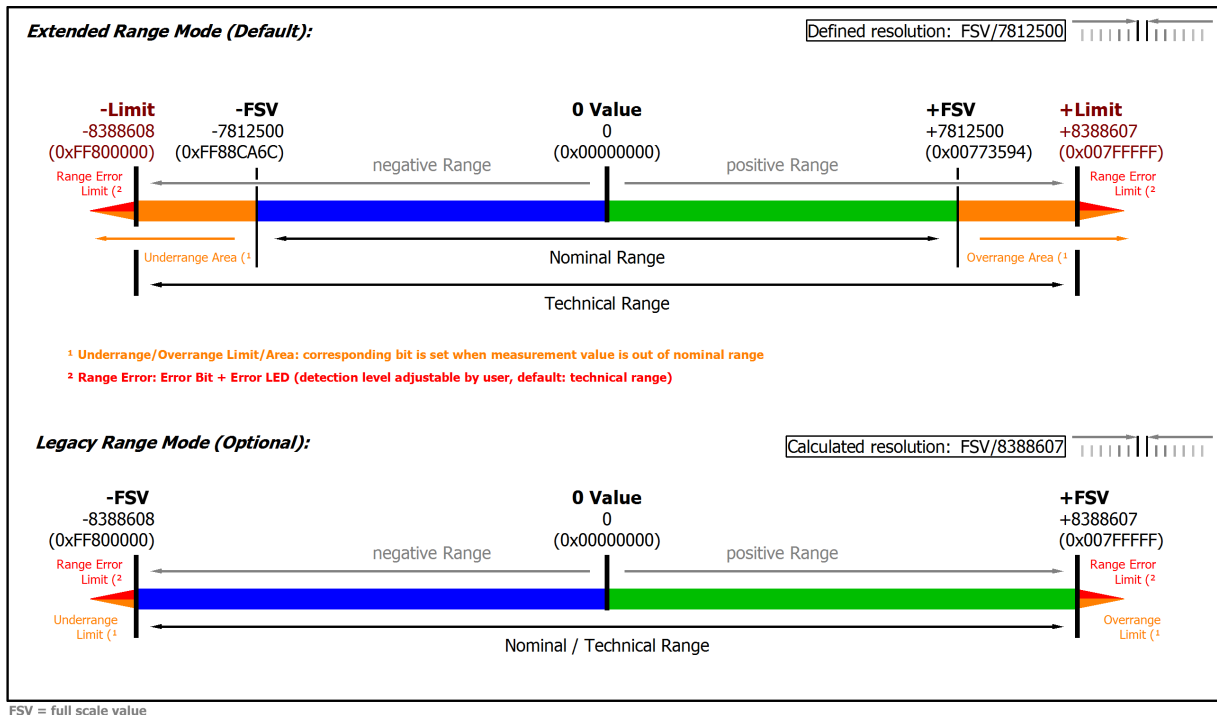 Extended Range Mode (Default):
Defined resolution: FSV/7812500
-Limit
-8388608
(0xFF800000)
-FSV
-7812500
(0xFF88CA6C)
0 Value
0
(0x00000000)
+FSV
+7812500
(0x00773594)
+Limit
+8388607
(0x007FFFFF)
negative Range
positive Range
Range Error
Limit (²
Range Error
Limit (²
Underrange Area (¹
Nominal Range
Overrange Area (¹
Technical Range
¹ Underrange/Overrange Limit/Area: corresponding bit is set when measurement value is out of nominal range
² Range Error: Error Bit + Error LED (detection level adjustable by user, default: technical range)
Legacy Range Mode (Optional):
Calculated resolution: FSV/8388607
-FSV
-8388608
(0xFF800000)
0 Value
0
(0x00000000)
+FSV
+8388607
(0x007FFFFF)
negative Range
positive Range
Range Error
Limit (²
Range Error
Limit (²
Underrange
Limit (¹
Overrange
Limit (¹
Nominal / Technical Range
FSV = full scale value